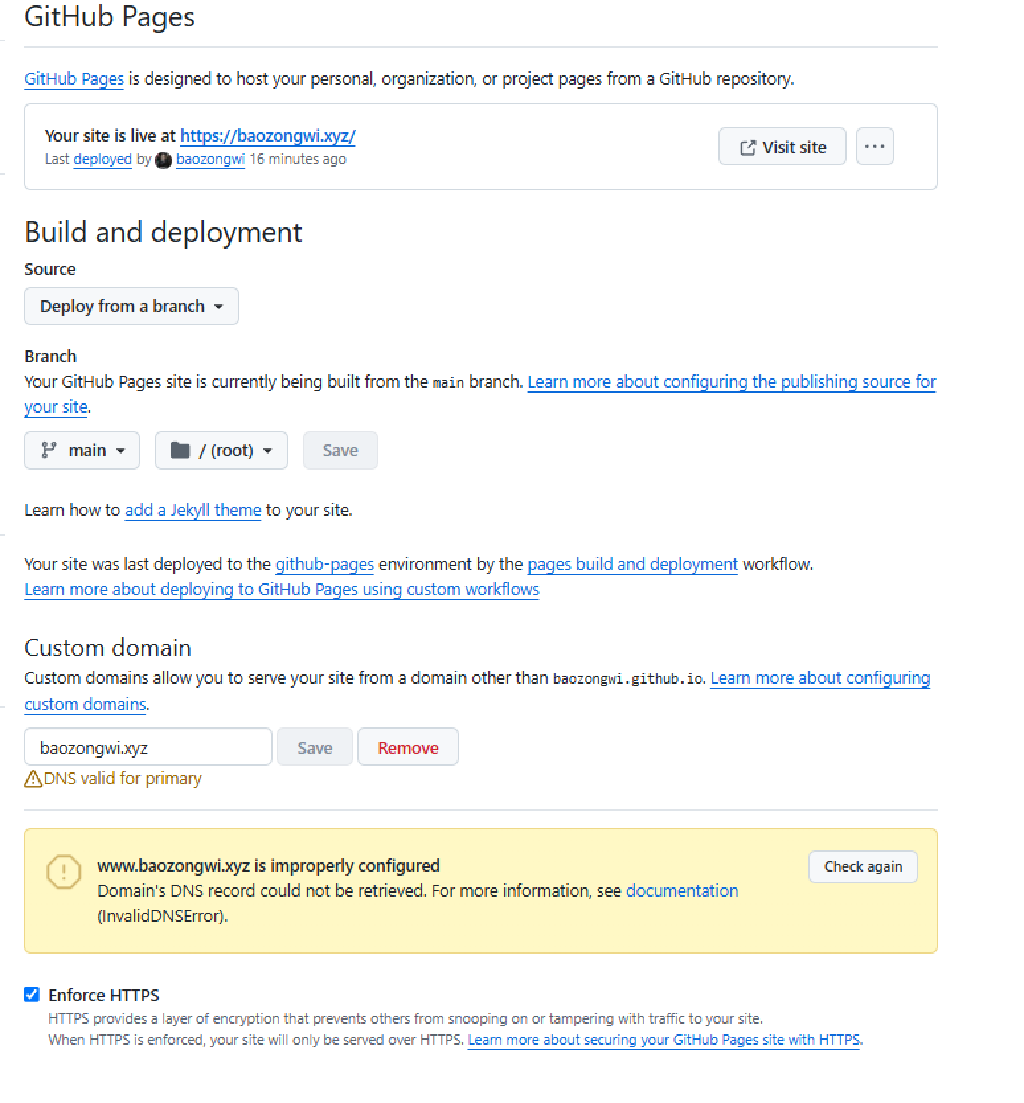 GitHub Pages
GitHub Pages is designed to host your personal, organization, or project pages from a GitHub repository.
Your site is live at https://baozongwi.xyz/
Last deployed by baozongwi 16 minutes ago
Visit site
Build and deployment
Source
Deploy from a branch
Branch
Your GitHub Pages site is currently being built from the main branch. Learn more about configuring the publishing source for
your site.
main
/ (root)
Save
Learn how to add a Jekyll theme to your site.
Your site was last deployed to the github-pages environment by the pages build and deployment workflow.
Learn more about deploying to GitHub Pages using custom workflows
Custom domain
Custom domains allow you to serve your site from a domain other than baozongwi.github.io. Learn more about configuring
custom domains.
baozongwi.xyz
Save
Remove
DNS valid for primary
www.baozongwi.xyz is improperly configured
Check again
Domain's DNS record could not be retrieved. For more information, see documentation
(InvalidDNSError).
Enforce HTTPS
HTTPS provides a layer of encryption that prevents others from snooping on or tampering with traffic to your site.
When HTTPS is enforced, your site will only be served over HTTPS. Learn more about securing your GitHub Pages site with HTTPS.